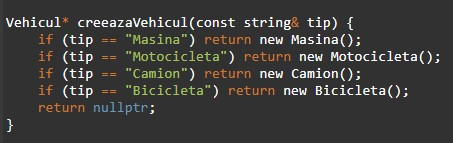 Vehicul* creeazaVehicul(const string& tip) {
    if (tip == "Masina") return new Masina();
    if (tip == "Motocicleta") return new Motocicleta();
    if (tip == "Camion") return new Camion();
    if (tip == "Bicicleta") return new Bicicleta();
    return nullptr;
}